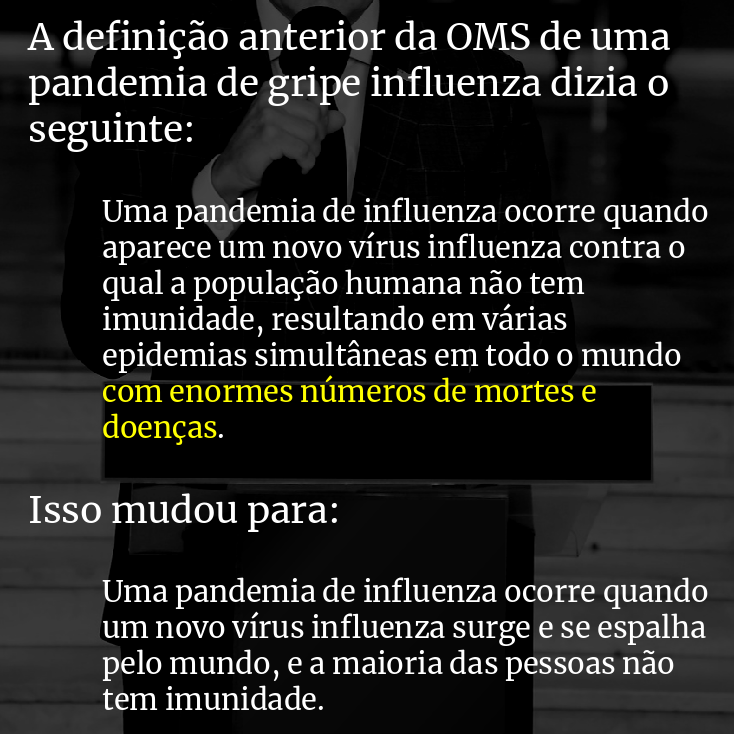 A definição anterior da OMS de uma
pandemia de gripe influenza dizia o
seguinte:
Uma pandemia de influenza ocorre quando
aparece um novo vírus influenza contra o
qual a população humana não tem
imunidade, resultando em várias
epidemias simultâneas em todo o mundo
com enormes números de mortes e
doenças.
Isso mudou para:
Uma pandemia de influenza ocorre quando
um novo vírus influenza surge e se espalha
pelo mundo, e a maioria das pessoas não
tem imunidade.